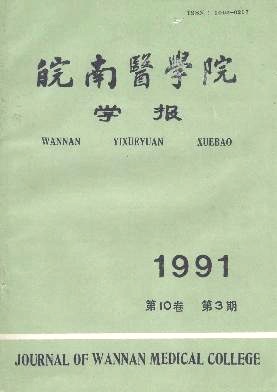 皖南醫學院
学报
WANNAN YIXUEYUAN XUEBAO
1991
第10卷 第3期
JOURNAL OF WANNAN MEDICAL COLLEGE